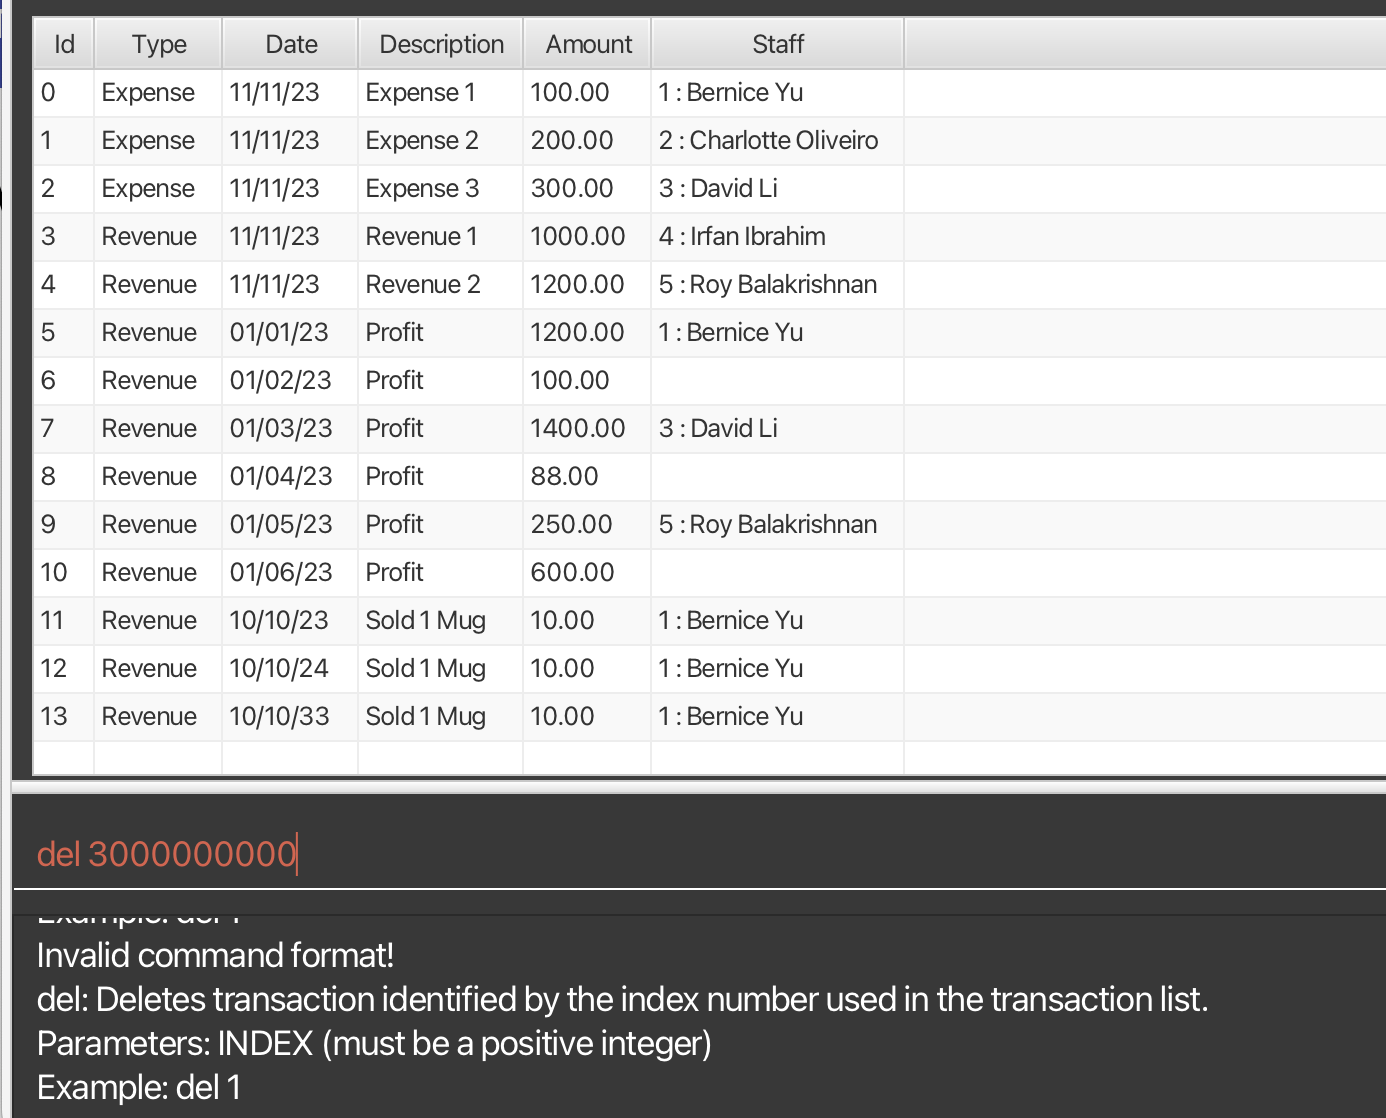 Id Type Date Description Amount Staff
0 Expense 11/11/23 Expense 1 100.00 1 : Bernice Yu
1 Expense 11/11/23 Expense 2 200.00 2 : Charlotte Oliveiro
2 Expense 11/11/23 Expense 3 300.00 3 : David Li
3 Revenue 11/11/23 Revenue 1 1000.00 4 : Irfan Ibrahim
4 Revenue 11/11/23 Revenue 2 1200.00 5 : Roy Balakrishnan
5 Revenue 01/01/23 Profit 1200.00 1 : Bernice Yu
6 Revenue 01/02/23 Profit 100.00
7 Revenue 01/03/23 Profit 1400.00 3 : David Li
8 Revenue 01/04/23 Profit 88.00
9 Revenue 01/05/23 Profit 250.00 5 : Roy Balakrishnan
10 Revenue 01/06/23 Profit 600.00
11 Revenue 10/10/23 Sold 1 Mug 10.00 1 : Bernice Yu
12 Revenue 10/10/24 Sold 1 Mug 10.00 1 : Bernice Yu
13 Revenue 10/10/33 Sold 1 Mug 10.00 1 : Bernice Yu
del 3000000000
Example: del 1
Invalid command format!
del: Deletes transaction identified by the index number used in the transaction list.
Parameters: INDEX (must be a positive integer)
Example: del 1